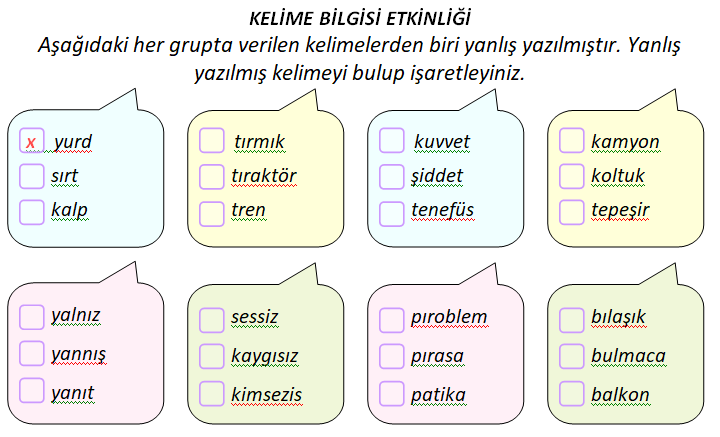 KELİME BİLGİSİ ETKİNLİĞİ
Aşağıdaki her grupta verilen kelimelerden biri yanlış yazılmıştır. Yanlış
yazılmış kelimeyi bulup işaretleyiniz.
x yurd
sırt
kalp
tırmık
tıraktör
tren
kuvvet
şiddet
tenefüs
kamyon
koltuk
tepeşir
yalnız
yannış
yanıt
sessiz
kaygısız
kimsezis
pıroblem
pırasa
patika
bılaşık
bulmaca
balkon